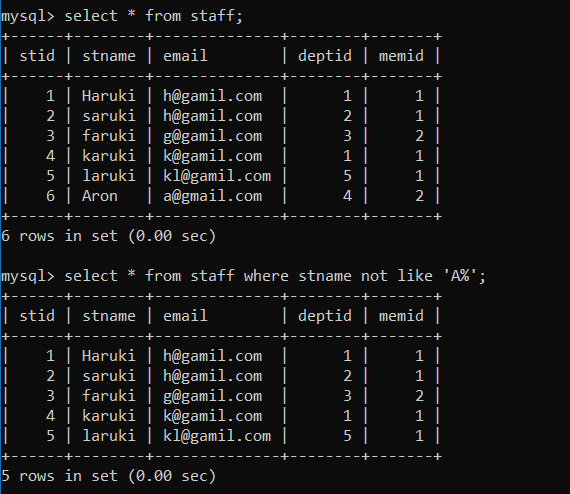 mysql> select * from staff;
+------+--------+--------------+--------+-------+
| stid | stname | email        | deptid | memid |
+------+--------+--------------+--------+-------+
|    1 | Haruki | h@gamil.com  |      1 |     1 |
|    2 | saruki | h@gamil.com  |      2 |     1 |
|    3 | faruki | g@gamil.com  |      3 |     2 |
|    4 | karuki | k@gamil.com  |      1 |     1 |
|    5 | laruki | kl@gamil.com |      5 |     1 |
|    6 | Aron   | a@gmail.com  |      4 |     2 |
+------+--------+--------------+--------+-------+
6 rows in set (0.00 sec)
mysql> select * from staff where stname not like 'A%';
+------+--------+--------------+--------+-------+
| stid | stname | email        | deptid | memid |
+------+--------+--------------+--------+-------+
|    1 | Haruki | h@gamil.com  |      1 |     1 |
|    2 | saruki | h@gamil.com  |      2 |     1 |
|    3 | faruki | g@gamil.com  |      3 |     2 |
|    4 | karuki | k@gamil.com  |      1 |     1 |
|    5 | laruki | kl@gamil.com |      5 |     1 |
+------+--------+--------------+--------+-------+
5 rows in set (0.00 sec)